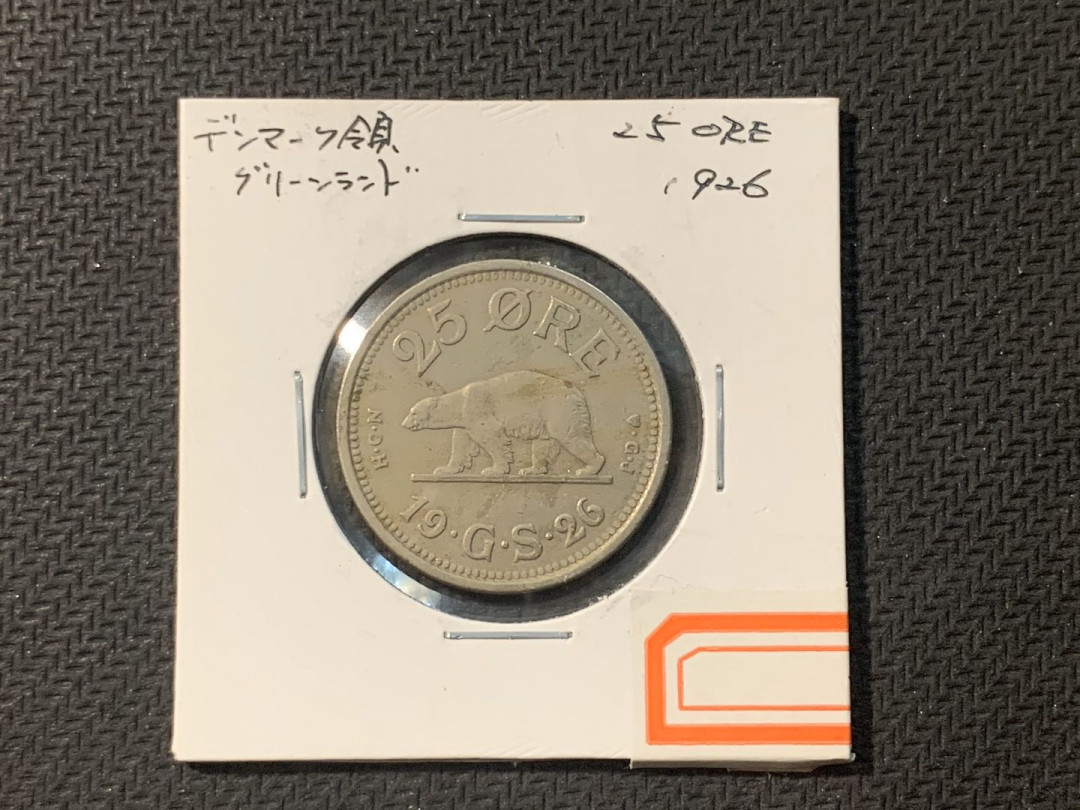 デンマーク領
グリーンランド
25 ORE
1926
25 ØRE
H·C·N
V·G·J
19·G·S·26